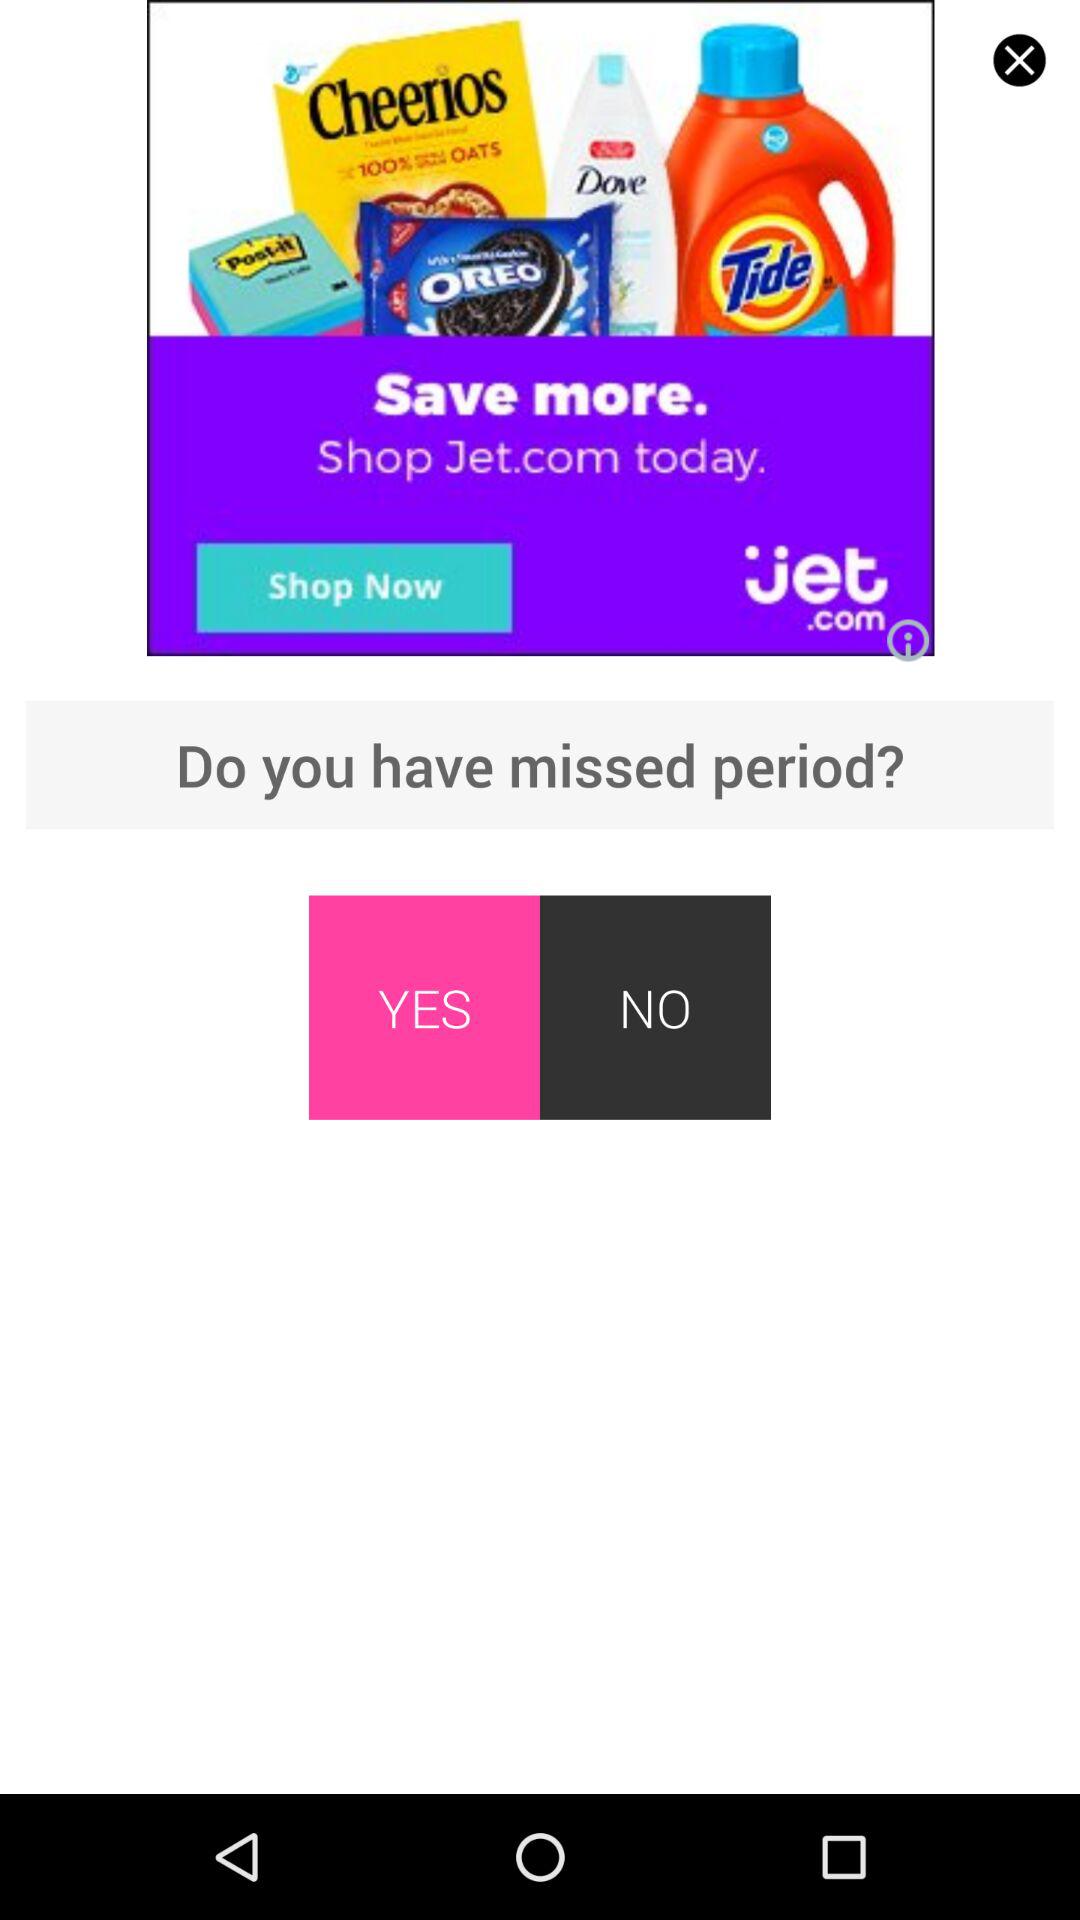 Cheerios
100% OATS
Dove
Post-it
OREO
Tide
Save more.
Shop Jet.com today.
Shop Now
jet
.com
Do you have missed period?
YES
NO